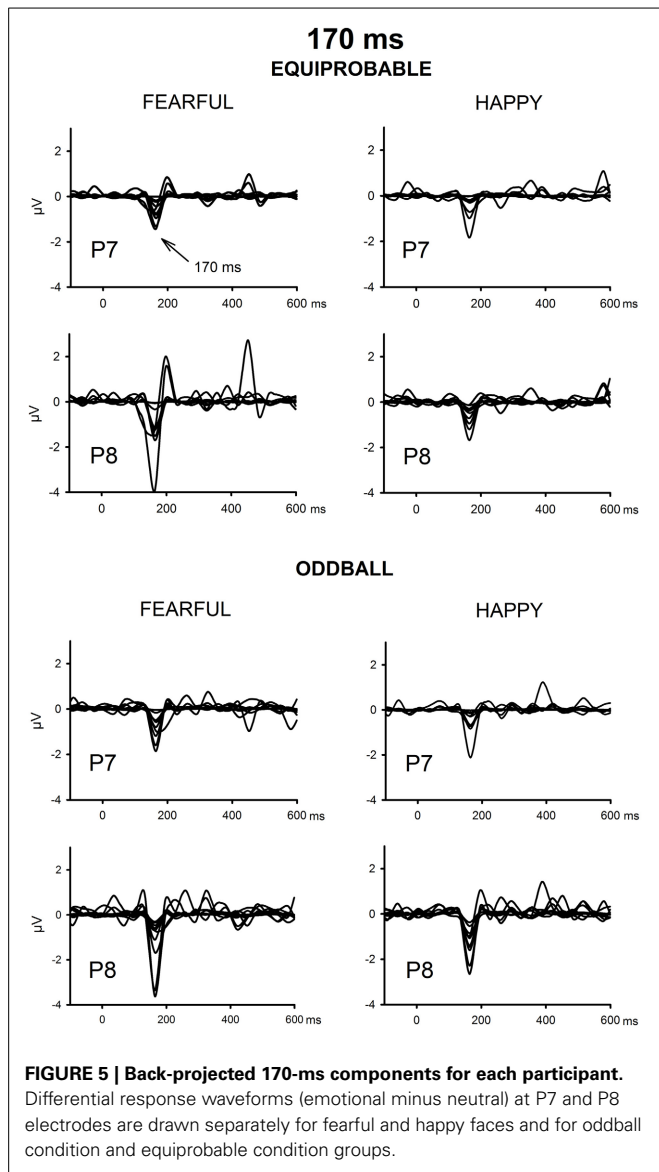 170 ms
EQUIPROBABLE
FEARFUL HAPPY
2 2
0 0
µV
-2 -2
P7 170 ms P7
-4 -4
0 200 400 600 ms 0 200 400 600 ms
2 2
0 0
µV
-2 -2
P8 P8
-4 -4
0 200 400 600 ms 0 200 400 600 ms
ODDBALL
FEARFUL HAPPY
2 2
0 0
µV
-2 -2
P7 P7
-4 -4
0 200 400 600 ms 0 200 400 600 ms
2 2
0 0
µV
-2 -2
P8 P8
-4 -4
0 200 400 600 ms 0 200 400 600 ms
FIGURE 5 | Back-projected 170-ms components for each participant.
Differential response waveforms (emotional minus neutral) at P7 and P8
electrodes are drawn separately for fearful and happy faces and for oddball
condition and equiprobable condition groups.